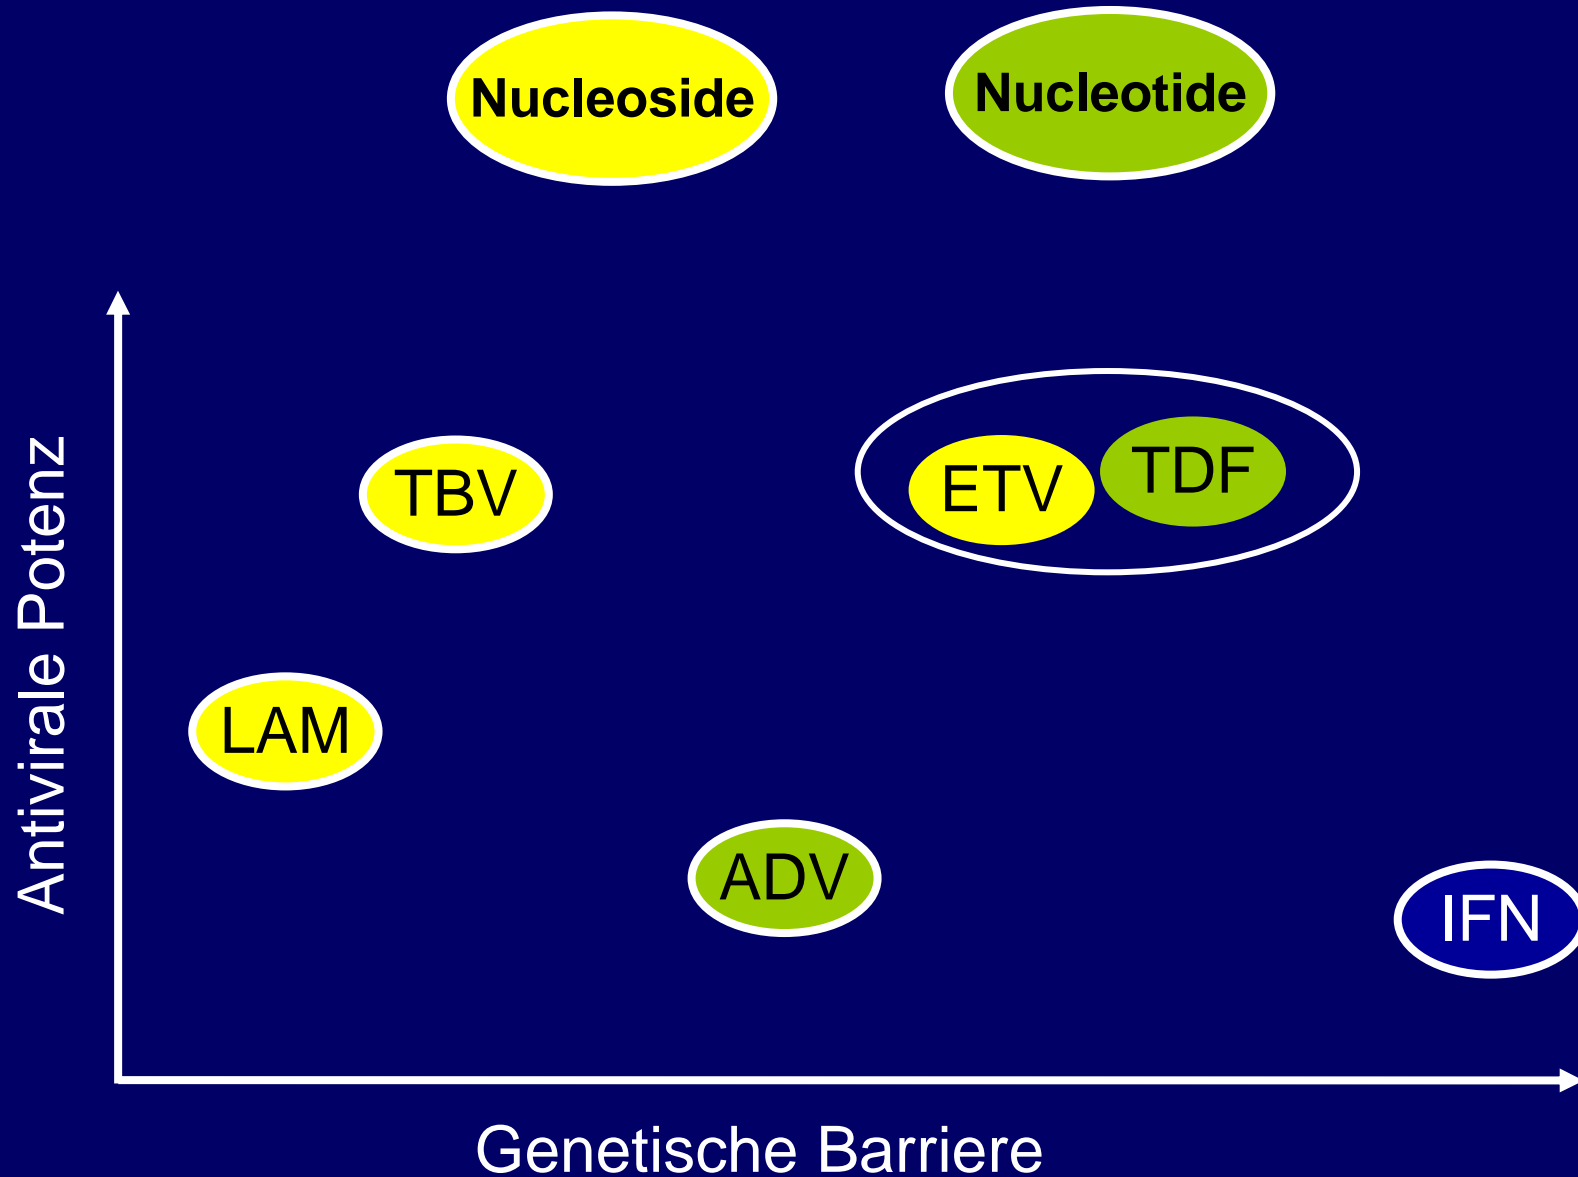 Nucleoside
Nucleotide
Antivirale Potenz
TBV
ETV
TDF
LAM
ADV
IFN
Genetische Barriere